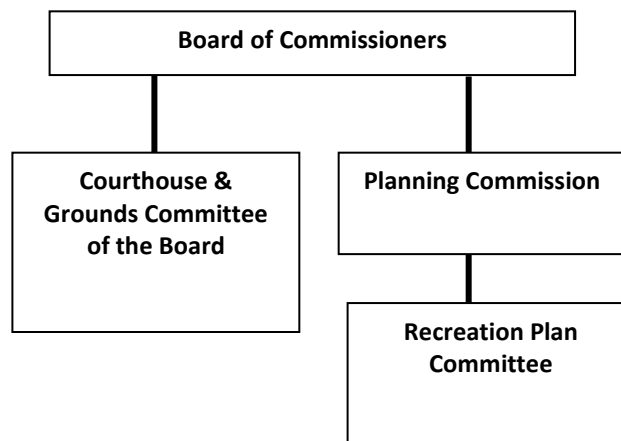 Board of Commissioners
Courthouse &
Grounds Committee
of the Board
Planning Commission
Recreation Plan
Committee